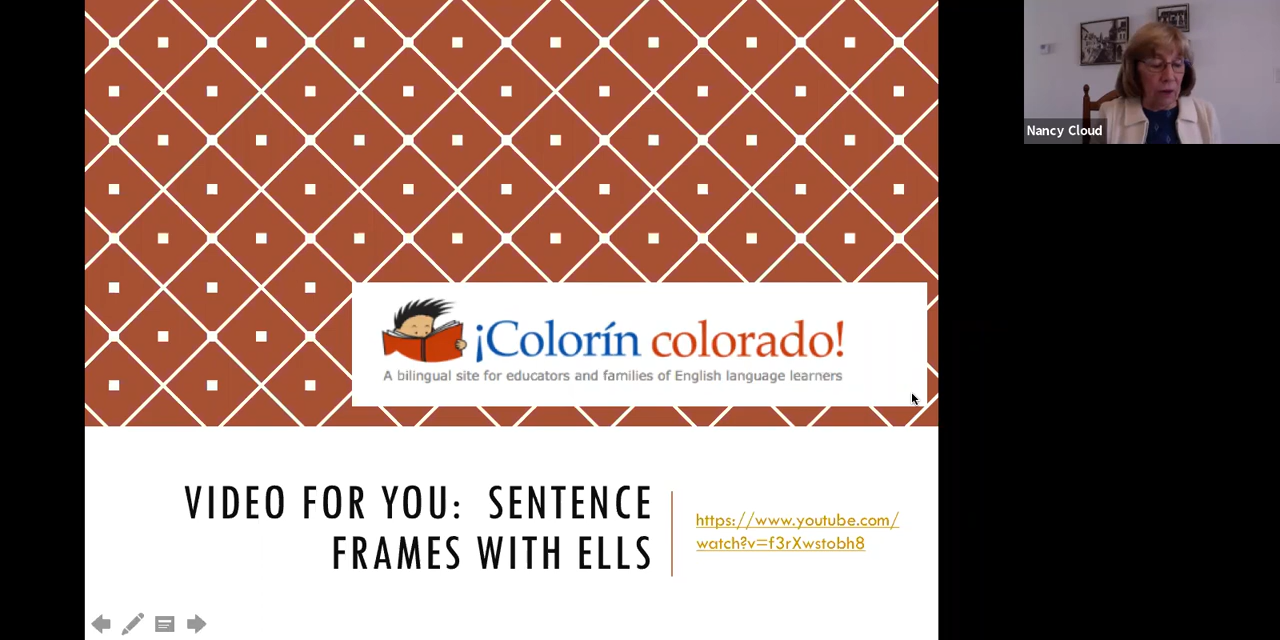 Nancy Cloud
¡Colorín colorado!
A bilingual site for educators and families of English language learners
VIDEO FOR YOU: SENTENCE
FRAMES WITH ELLS
https://www.youtube.com/
watch?v=f3rXwstobh8